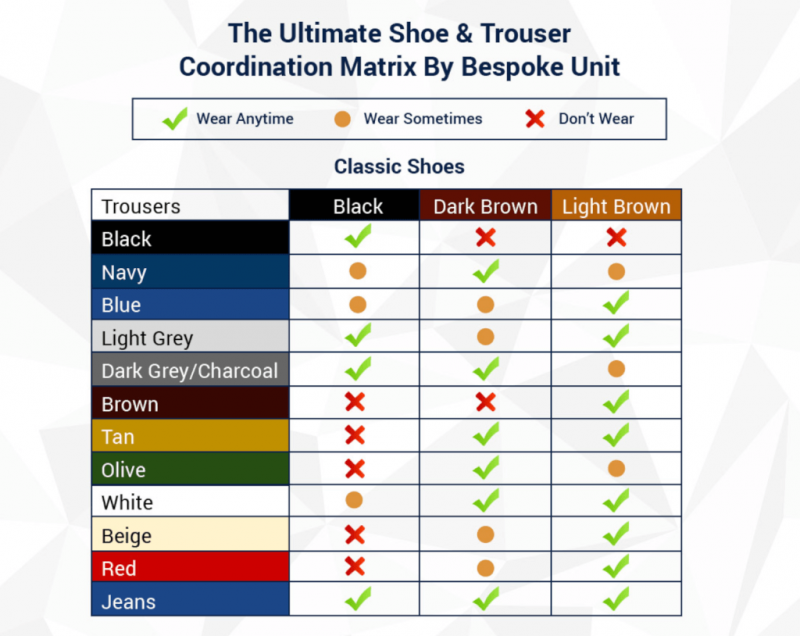 The Ultimate Shoe & Trouser
Coordination Matrix By Bespoke Unit
Wear Anytime Wear Sometimes Don't Wear
Classic Shoes
Trousers Black Dark Brown Light Brown
Black
Navy
Blue
Light Grey
Dark Grey/Charcoal
Brown
Tan
Olive
White
Beige
Red
Jeans